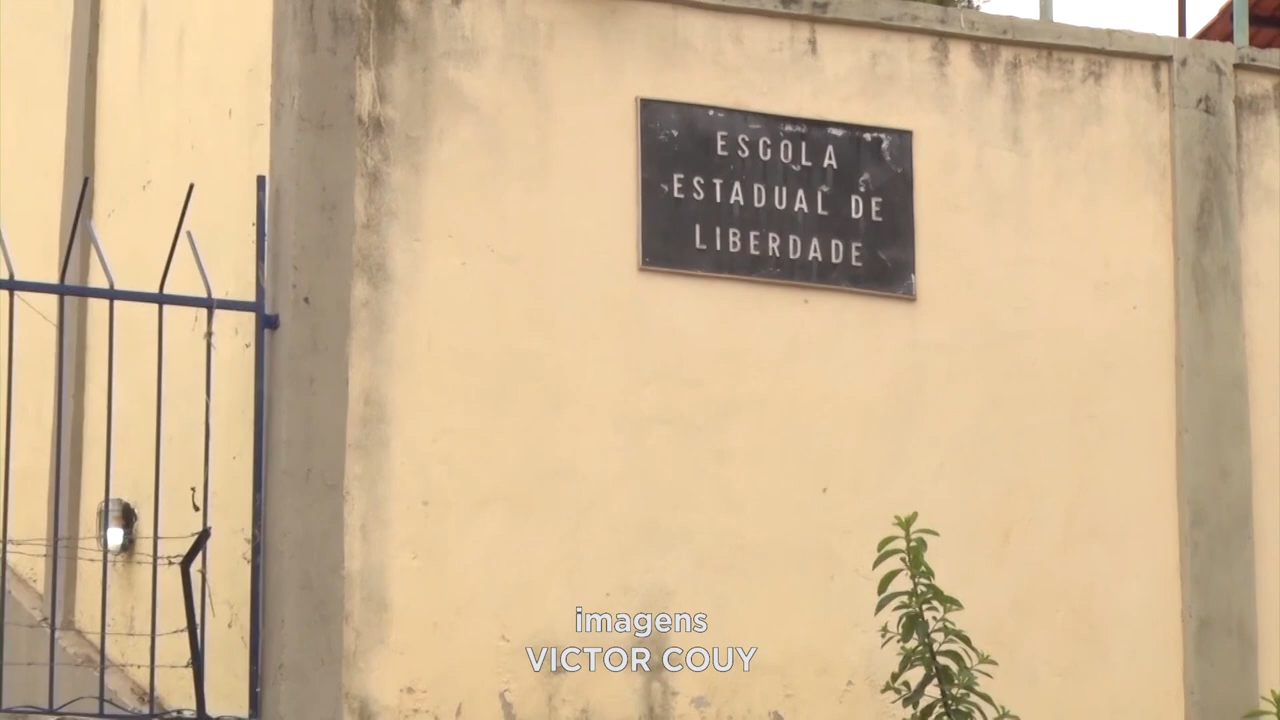 ESCOLA
ESTADUAL DE
LIBERDADE
imagens
VICTOR COUY